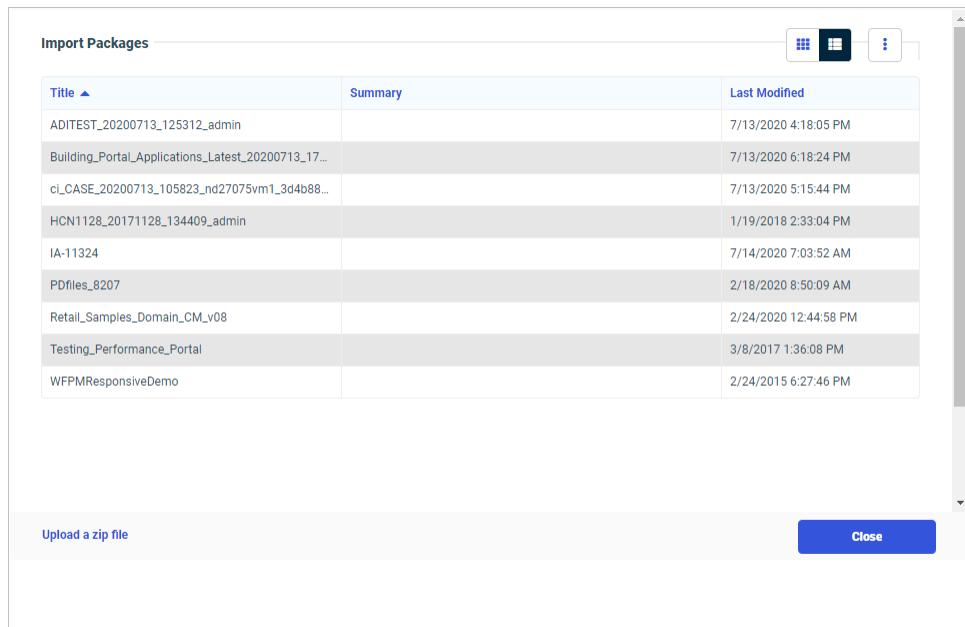 Import Packages
Title Summary Last Modified
ADITEST_20200713_125312_admin 7/13/2020 4:18:05 PM
Building_Portal_Applications_Latest_20200713_17... 7/13/2020 6:18:24 PM
ci_CASE_20200713_105823_nd27075vm1_3d4b88... 7/13/2020 5:15:44 PM
HCN1128_20171128_134409_admin 1/19/2018 2:33:04 PM
IA-11324 7/14/2020 7:03:52 AM
PDfiles_8207 2/18/2020 8:50:09 AM
Retail_Samples_Domain_CM_v08 2/24/2020 12:44:58 PM
Testing_Performance_Portal 3/8/2017 1:36:08 PM
WFPMResponsiveDemo 2/24/2015 6:27:46 PM
Upload a zip file Close